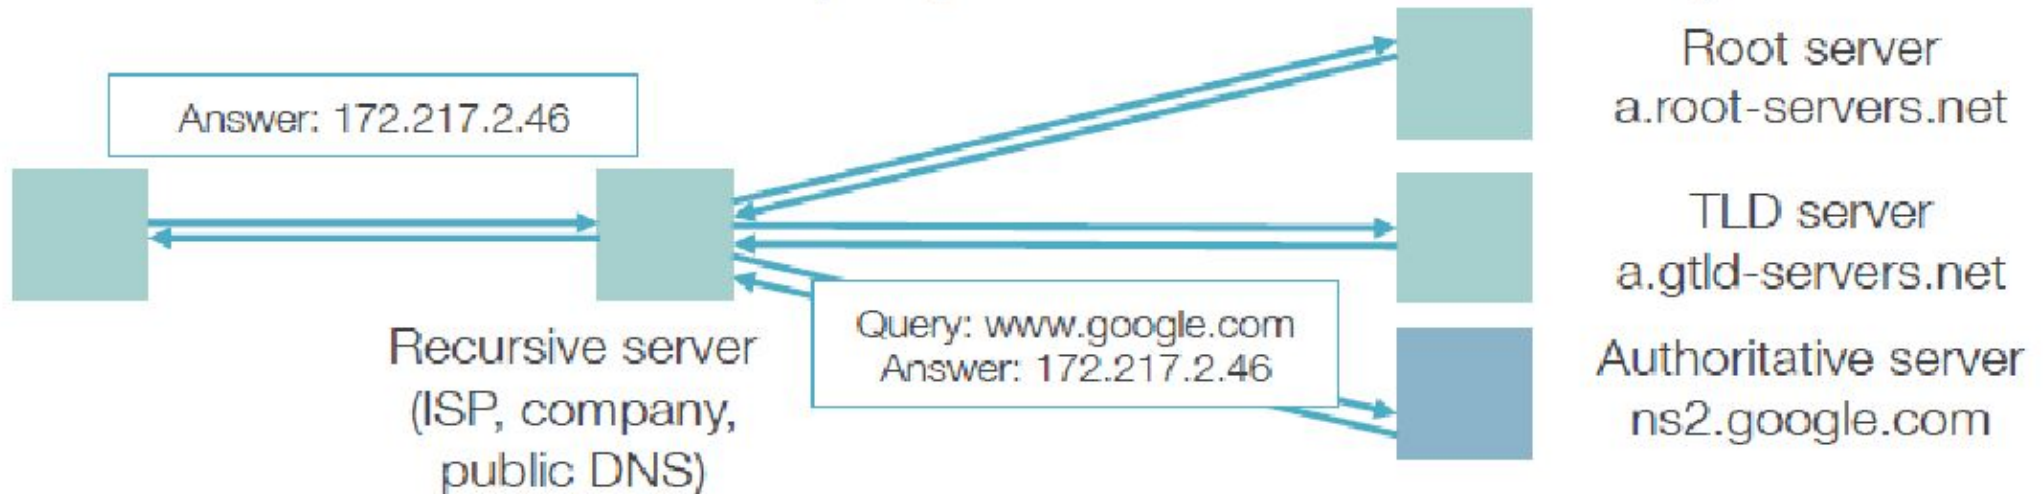 Answer: 172.217.2.46
Recursive server
(ISP, company,
public DNS)
Query: www.google.com
Answer: 172.217.2.46
Root server
a.root-servers.net
TLD server
a.gtld-servers.net
Authoritative server
ns2.google.com